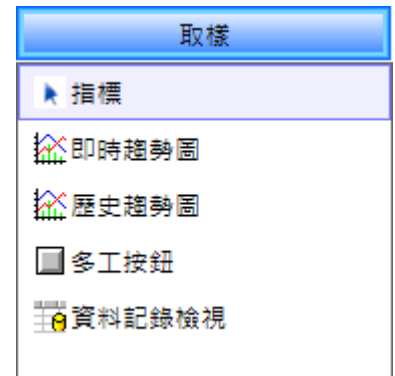 取樣
指標
即時趨勢圖
歷史趨勢圖
多工按鈕
資料記錄檢視